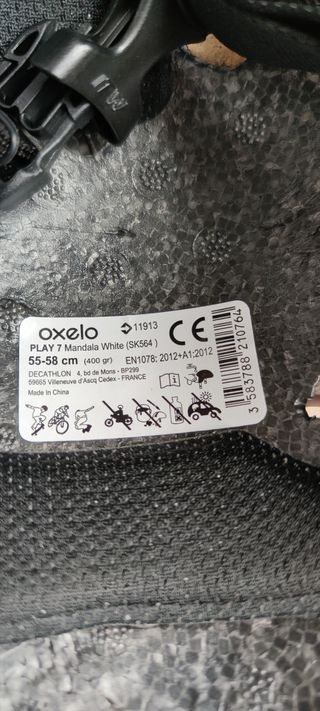 oxelo
11913
CE
PLAY 7 Mandala White (SK564 )
55-58 cm (400 gr)
EN1078: 2012+A1:2012
DECATHLON 4, bd de Mons - BP299
59665 Villeneuve d'Ascq Cedex - FRANCE
Made In China
3 583788 210764